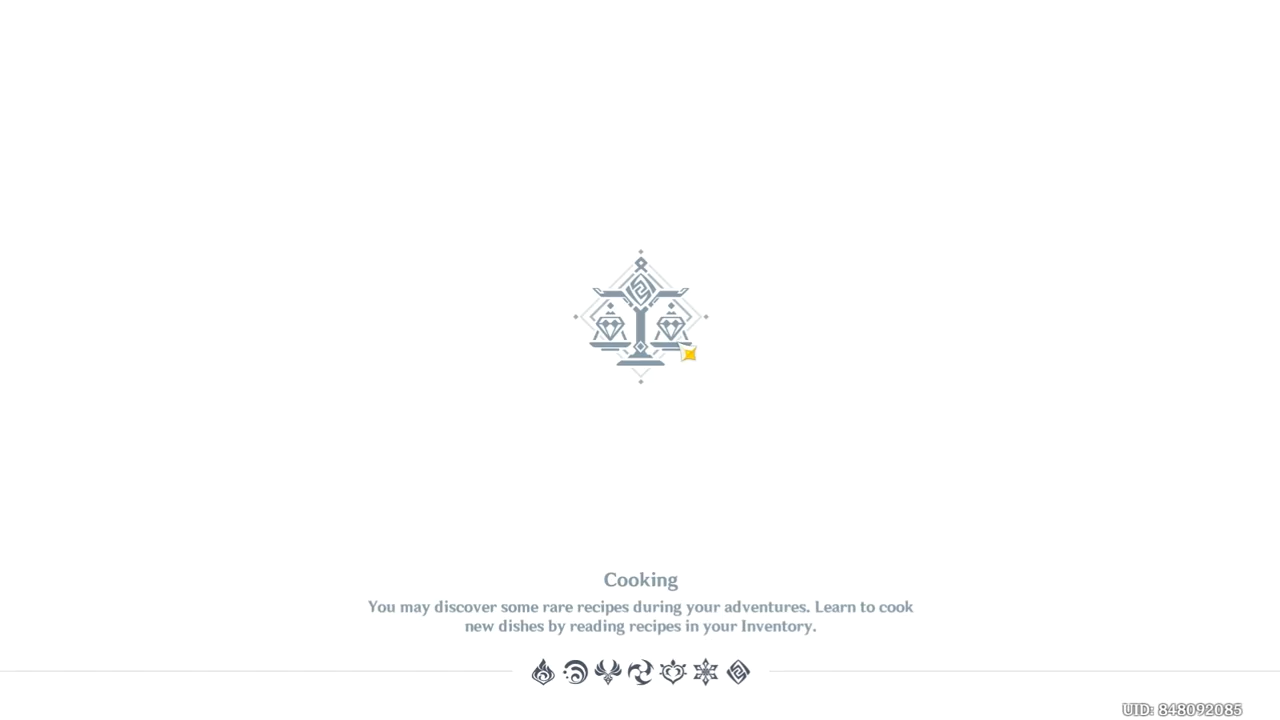 Cooking
You may discover some rare recipes during your adventures. Learn to cook
new dishes by reading recipes in your Inventory.
UID: 848092085